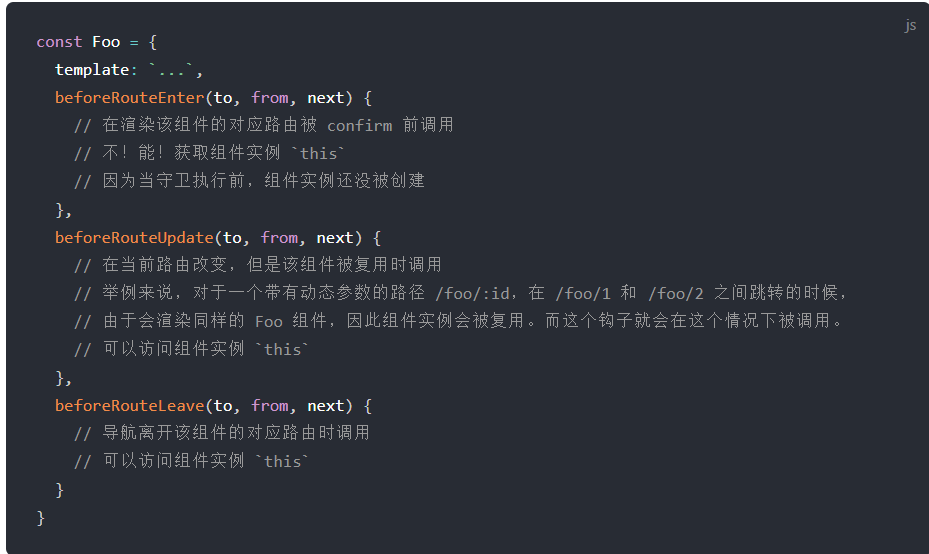 js
const Foo = {
  template: `...`,
  beforeRouteEnter(to, from, next) {
    // 在渲染该组件的对应路由被 confirm 前调用
    // 不！能！获取组件实例 `this`
    // 因为当守卫执行前，组件实例还没被创建
  },
  beforeRouteUpdate(to, from, next) {
    // 在当前路由改变，但是该组件被复用时调用
    // 举例来说，对于一个带有动态参数的路径 /foo/:id，在 /foo/1 和 /foo/2 之间跳转的时候，
    // 由于会渲染同样的 Foo 组件，因此组件实例会被复用。而这个钩子就会在这个情况下被调用。
    // 可以访问组件实例 `this`
  },
  beforeRouteLeave(to, from, next) {
    // 导航离开该组件的对应路由时调用
    // 可以访问组件实例 `this`
  }
}